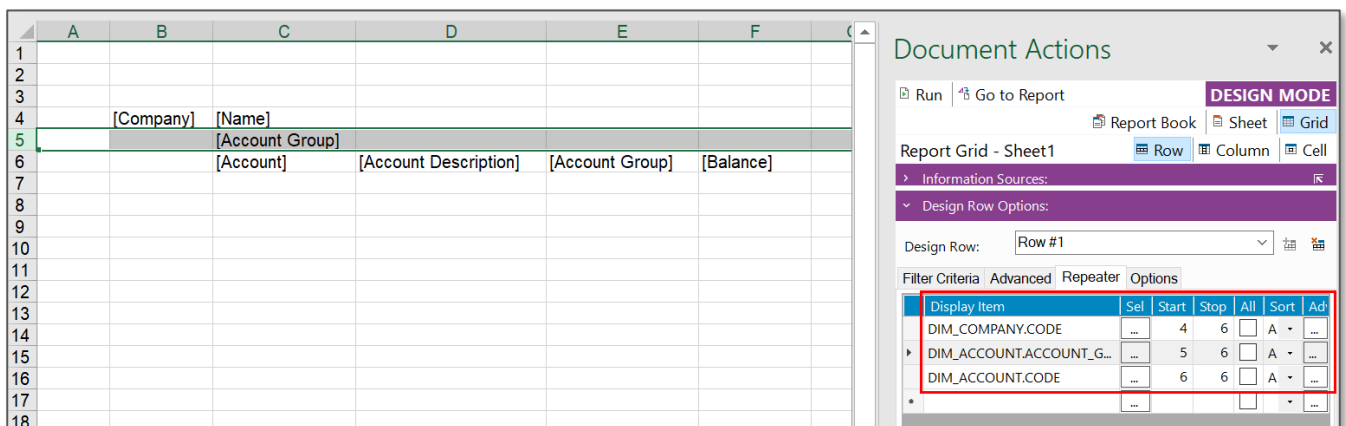 A B C D E F
Document Actions
1
2
3
Run Go to Report DESIGN MODE
4 [Company] [Name]
Report Book Sheet Grid
5 [Account Group]
Report Grid - Sheet1 Row Column Cell
6 [Account] [Account Description] [Account Group] [Balance]
7
Information Sources:
8
Design Row Options:
9
10
Design Row: Row #1
11
Filter Criteria Advanced Repeater Options
12
Display Item Sel Start Stop All Sort Adv
13
DIM_COMPANY.CODE ... 4 6 A ...
14
DIM_ACCOUNT.ACCOUNT_G... ... 5 6 A ...
15
DIM_ACCOUNT.CODE ... 6 6 A ...
16
17
* ... ...
18